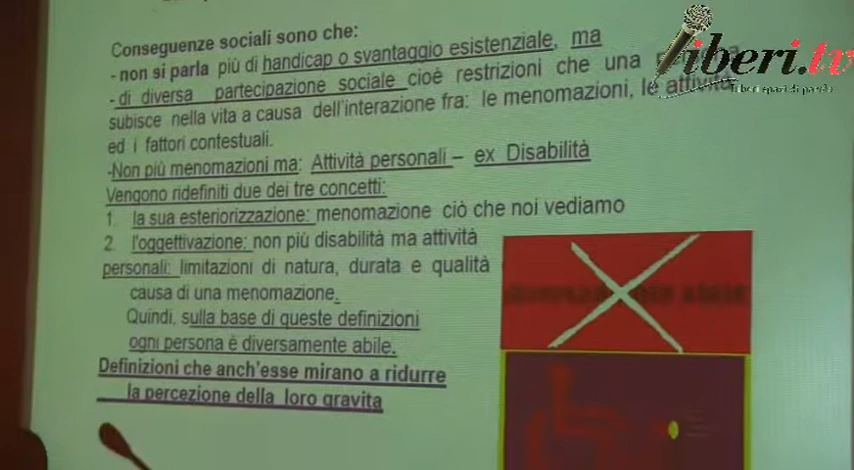 Conseguenze sociali sono che:
- non si parla più di handicap o svantaggio esistenziale, ma
- di diversa partecipazione sociale cioè restrizioni che una
subisce nella vita a causa dell'interazione fra: le menomazioni, le attività
ed i fattori contestuali.
-Non più menomazioni ma: Attività personali – ex Disabilità
Vengono ridefiniti due dei tre concetti:
1. la sua esteriorizzazione: menomazione ciò che noi vediamo
2. l'oggettivazione: non più disabilità ma attività
personali: limitazioni di natura, durata e qualità
causa di una menomazione.
Quindi, sulla base di queste definizioni
ogni persona è diversamente abile.
Definizioni che anch'esse mirano a ridurre
la percezione della loro gravita
liberi.tv